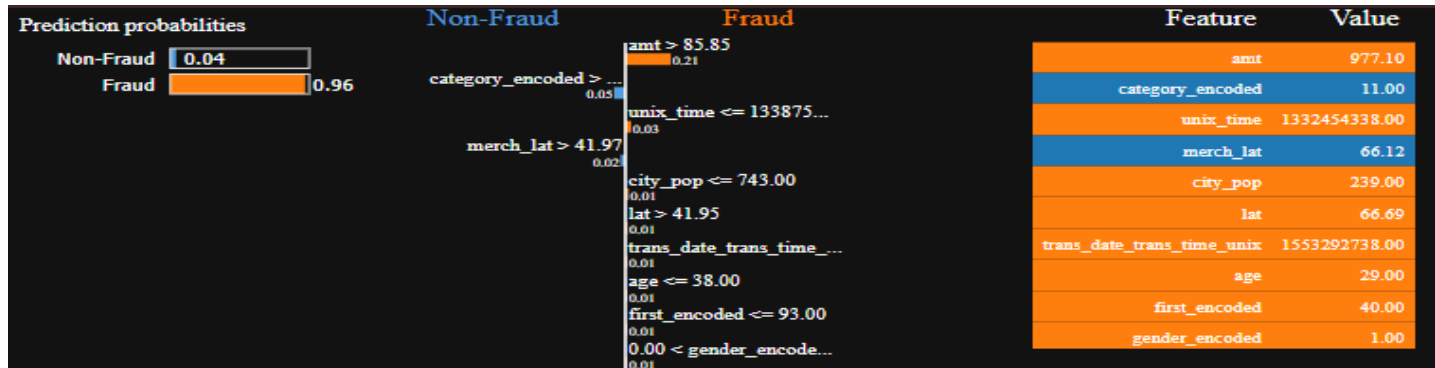 Prediction probabilities
Non-Fraud 0.04
Fraud 0.96
Non-Fraud Fraud
amt > 85.85
0.21
category_encoded > ...
0.05
unix_time <= 133875...
0.03
merch_lat > 41.97
0.02
city_pop <= 743.00
0.01
lat > 41.95
0.01
trans_date_trans_time_...
0.01
age <= 38.00
0.01
first_encoded <= 93.00
0.01
0.00 < gender_encode...
0.01
Feature Value
amt 977.10
category_encoded 11.00
unix_time 1332454338.00
merch_lat 66.12
city_pop 239.00
lat 66.69
trans_date_trans_time_unix 1553292738.00
age 29.00
first_encoded 40.00
gender_encoded 1.00